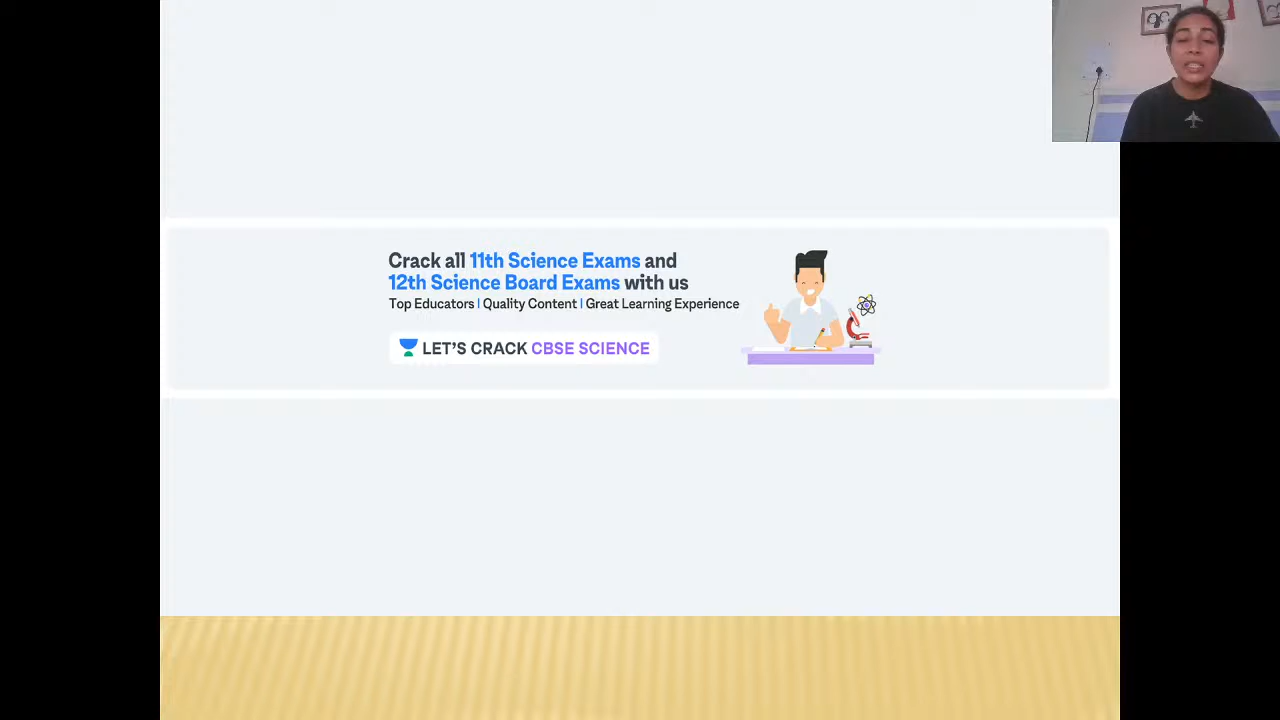 Crack all 11th Science Exams and
12th Science Board Exams with us
Top Educators | Quality Content | Great Learning Experience
LET'S CRACK CBSE SCIENCE